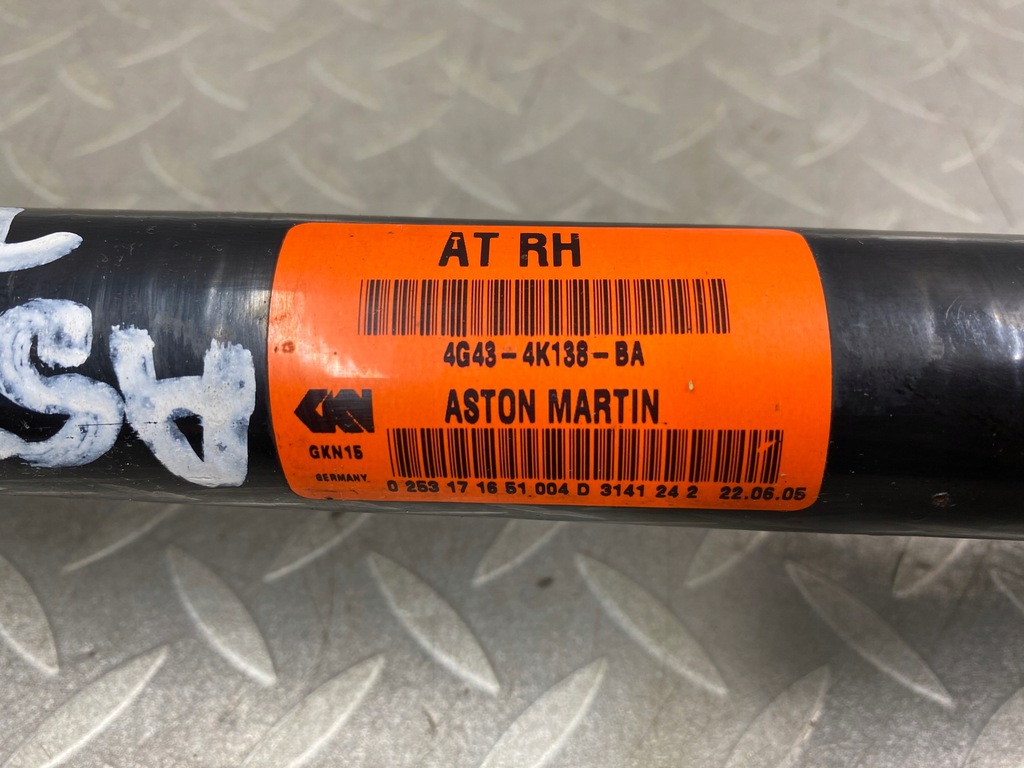 AT RH
4G43-4K138-BA
GKN
ASTON MARTIN
GKN15
GERMANY
0 253 17 16 51 004 D 3141 24 2 22.06.05